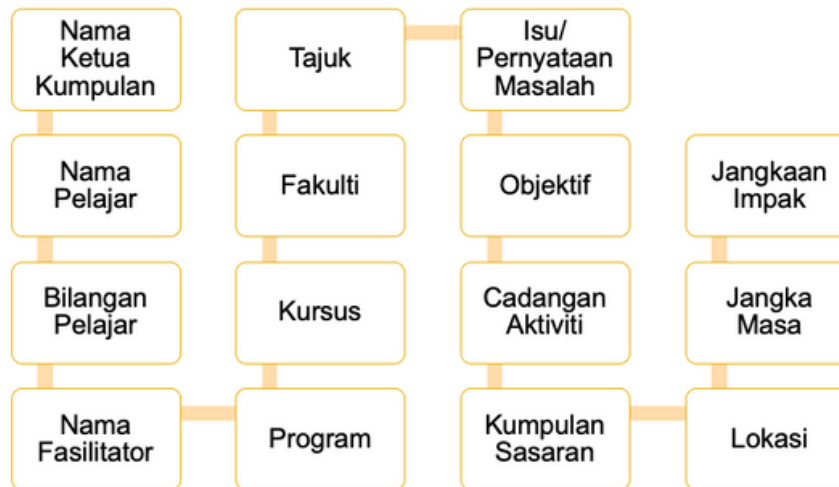 Nama
Ketua
Kumpulan
Nama
Pelajar
Bilangan
Pelajar
Nama
Fasilitator
Program
Kursus
Fakulti
Tajuk
Isu/
Pernyataan
Masalah
Objektif
Cadangan
Aktiviti
Kumpulan
Sasaran
Lokasi
Jangka
Masa
Jangkaan
Impak